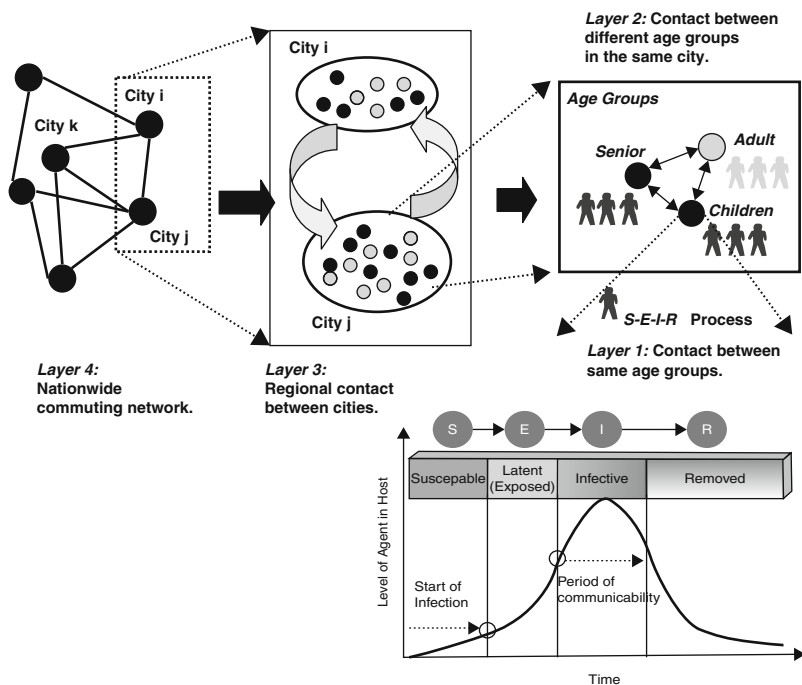 City i
City k
City j
Layer 4:
Nationwide
commuting network.
City i
City j
Layer 3:
Regional contact
between cities.
Layer 2: Contact between
different age groups
in the same city.
Age Groups
Senior
Adult
Children
S-E-I-R Process
Layer 1: Contact between
same age groups.
S
E
I
R
Suscepable
Latent
(Exposed)
Infective
Removed
Level of Agent in Host
Start of
Infection
Period of
communicability
Time